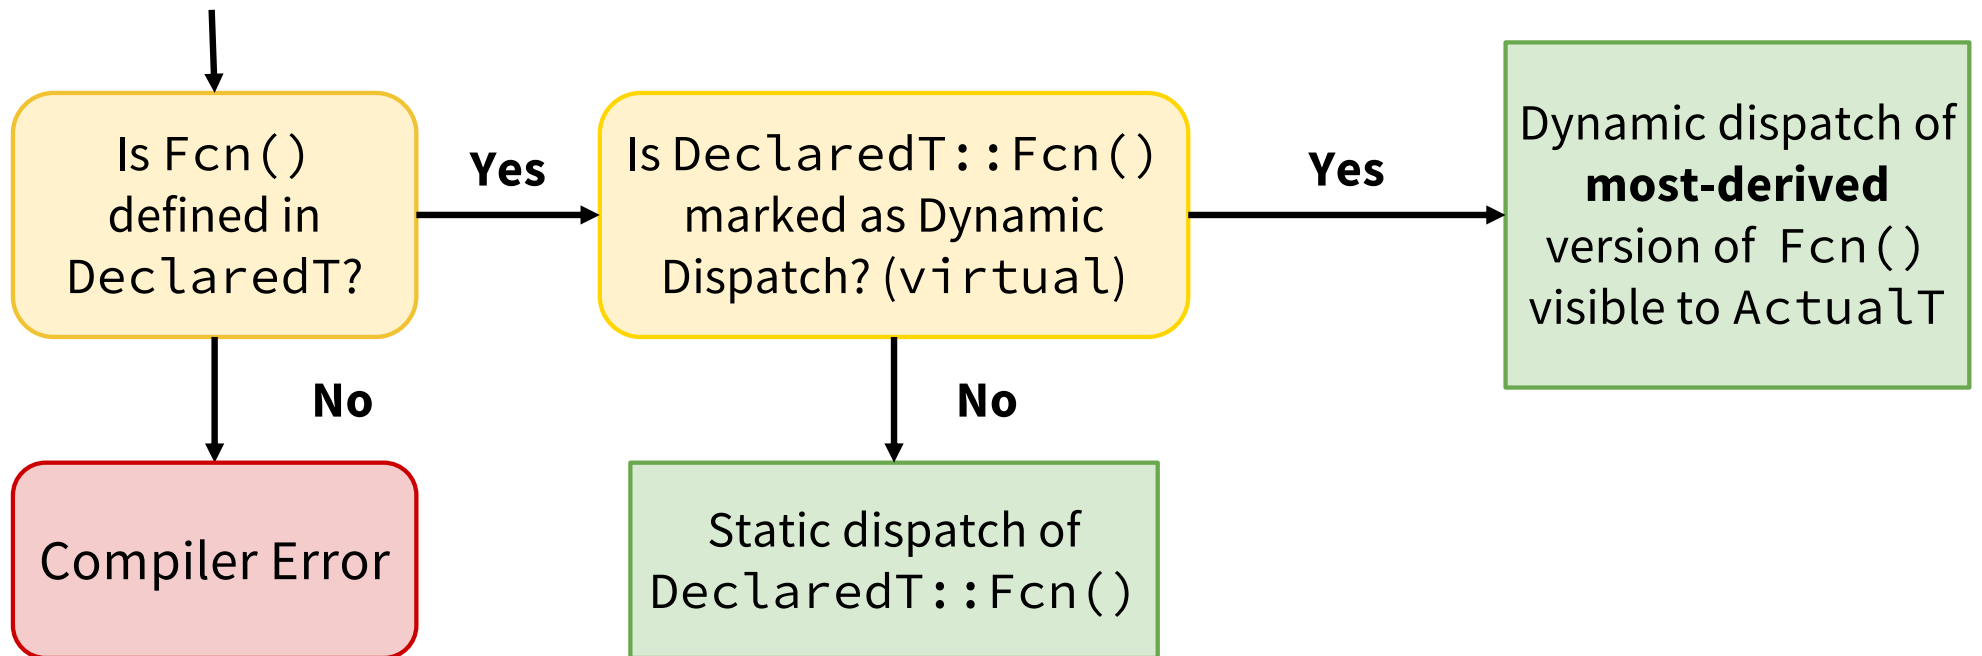 Is Fcn()
defined in
DeclaredT?
Yes
Is DeclaredT::Fcn()
marked as Dynamic
Dispatch? (virtual)
Yes
Dynamic dispatch of
most-derived
version of Fcn()
visible to ActualT
No
No
Compiler Error
Static dispatch of
DeclaredT::Fcn()